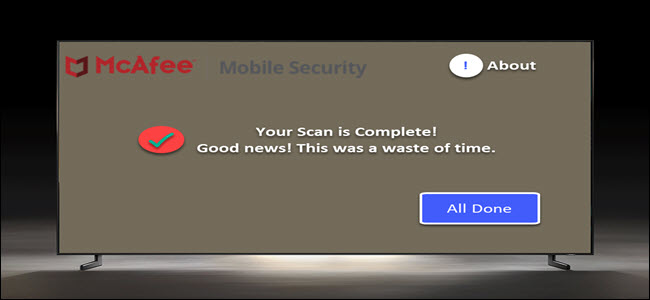 McAfee Mobile Security
! About
Your Scan is Complete!
Good news! This was a waste of time.
All Done